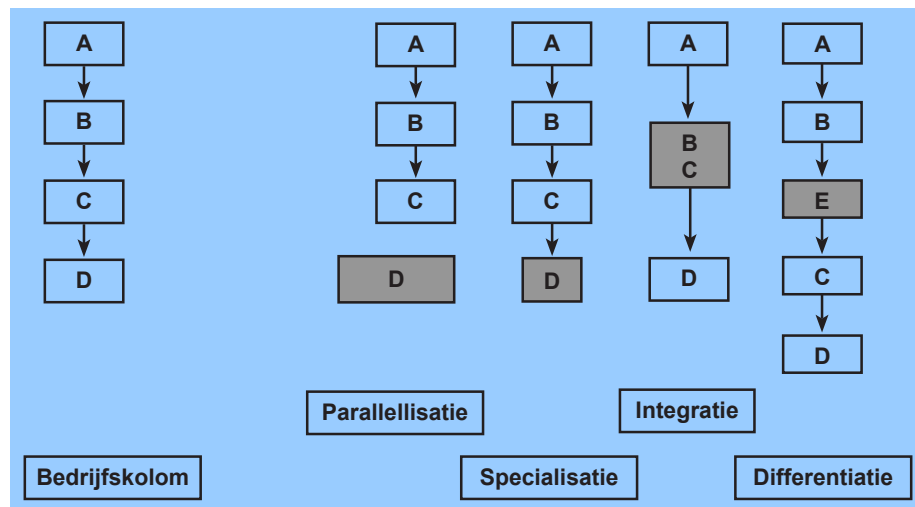 A
B
C
D
A
B
C
D
A
B
C
D
A
B
C
D
A
B
E
C
D
Parallellisatie
Integratie
Bedrijfskolom
Specialisatie
Differentiatie